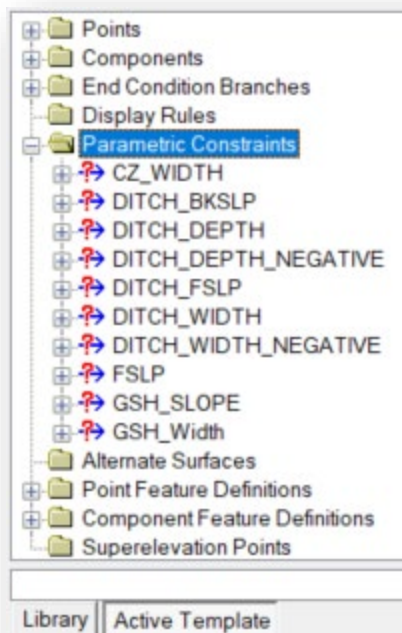 Points
Components
End Condition Branches
Display Rules
Parametric Constraints
CZ_WIDTH
DITCH_BKSLP
DITCH_DEPTH
DITCH_DEPTH_NEGATIVE
DITCH_FSLP
DITCH_WIDTH
DITCH_WIDTH_NEGATIVE
FSLP
GSH_SLOPE
GSH_Width
Alternate Surfaces
Point Feature Definitions
Component Feature Definitions
Superelevation Points
Library Active Template